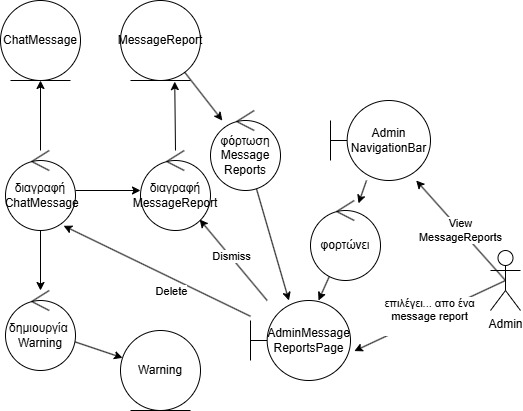 ChatMessage
MessageReport
φόρτωση
Message
Reports
Admin
NavigationBar
διαγραφή
ChatMessage
διαγραφή
MessageReport
View
MessageReports
φορτώνει
Dismiss
Delete
επιλέγει... απο ένα
message report
Admin
δημιουργία
Warning
AdminMessage
ReportsPage
Warning